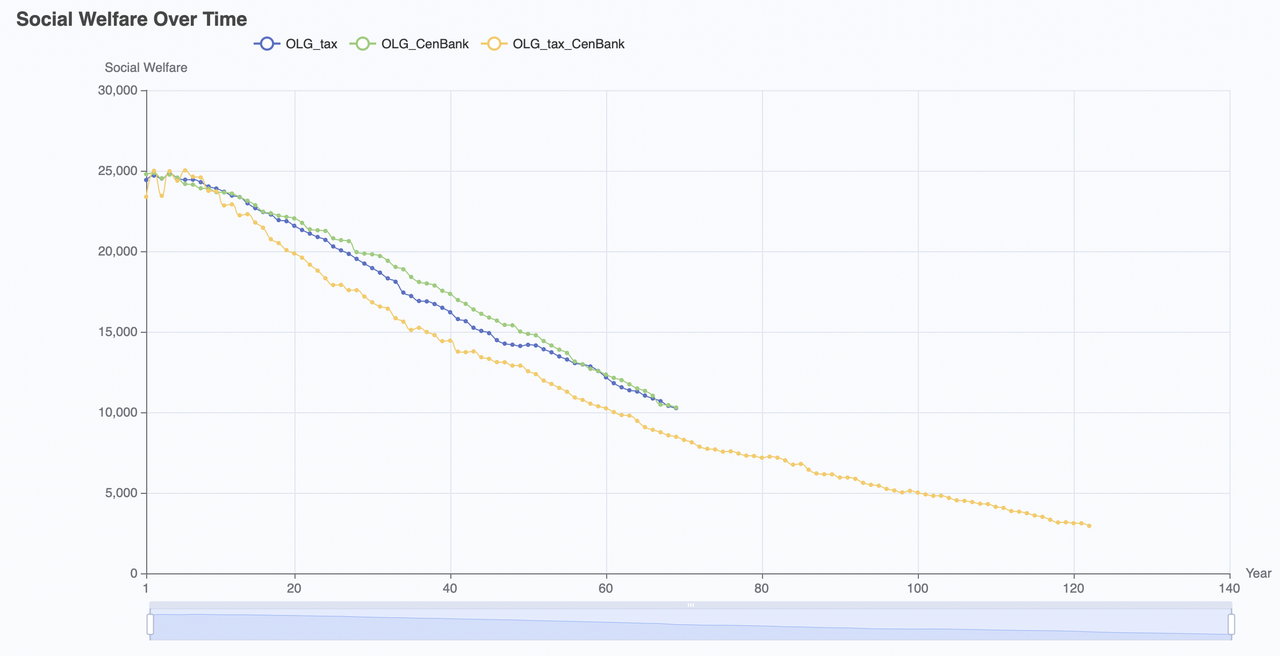 Social Welfare Over Time
OLG_tax OLG_CenBank OLG_tax_CenBank
Social Welfare
30,000
25,000
20,000
15,000
10,000
5,000
0
1 20 40 60 80 100 120 140 Year